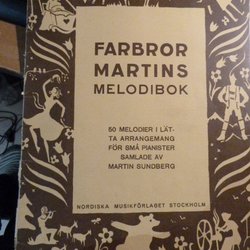 FARBROR
MARTINS
MELODIBOK
50 MELODIER I LÄT-
TA ARRANGEMANG
FÖR SMÅ PIANISTER
SAMLADE AV
MARTIN SUNDBERG
NORDISKA MUSIKFÖRLAGET STOCKHOLM